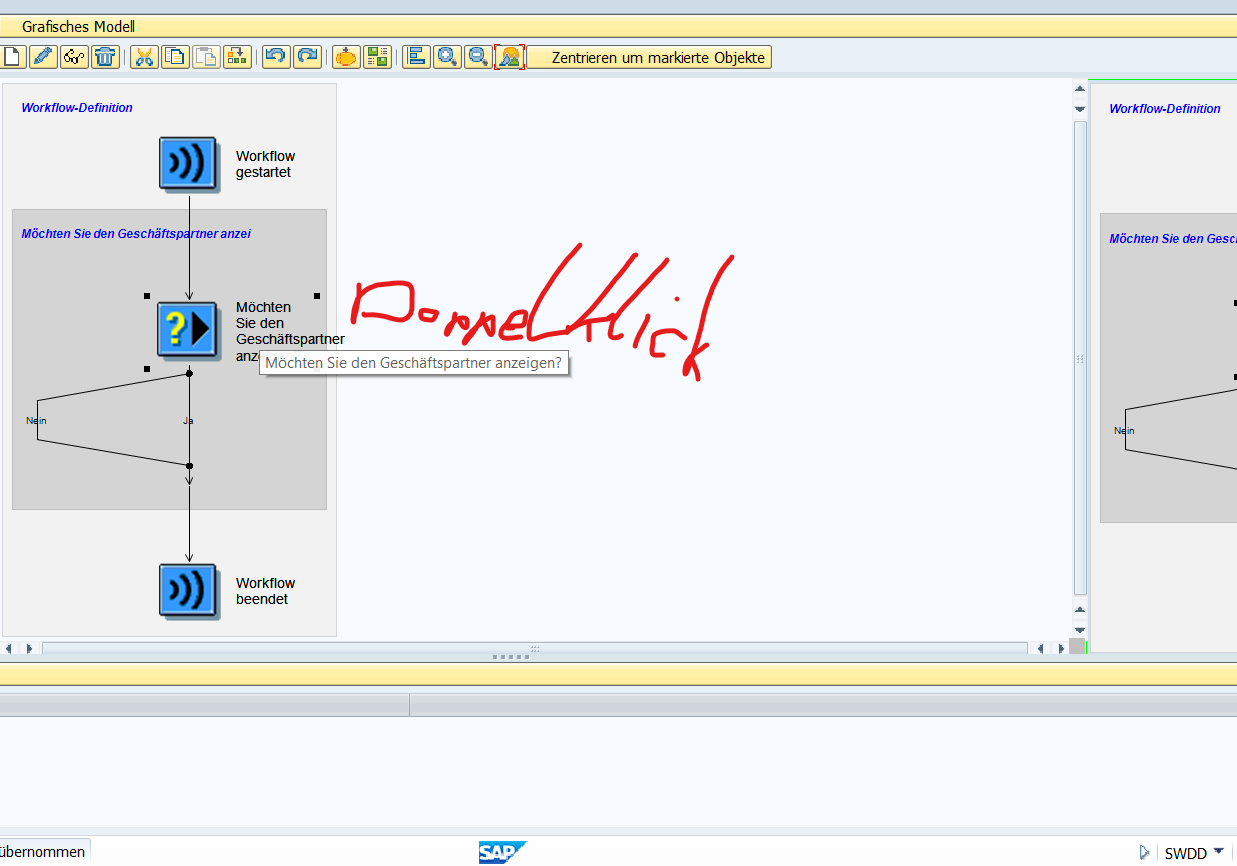 Grafisches Modell
Zentrieren um markierte Objekte
Workflow-Definition
Workflow
gestartet
Möchten Sie den Geschäftspartner anzei
Möchten
Sie den
Geschäftspartner
anz
Möchten Sie den Geschäftspartner anzeigen?
Doppelklick
Nein
Ja
Workflow
beendet
Workflow-Definition
Möchten Sie den Gesc
Nein
übernommen
SAP
SWDD